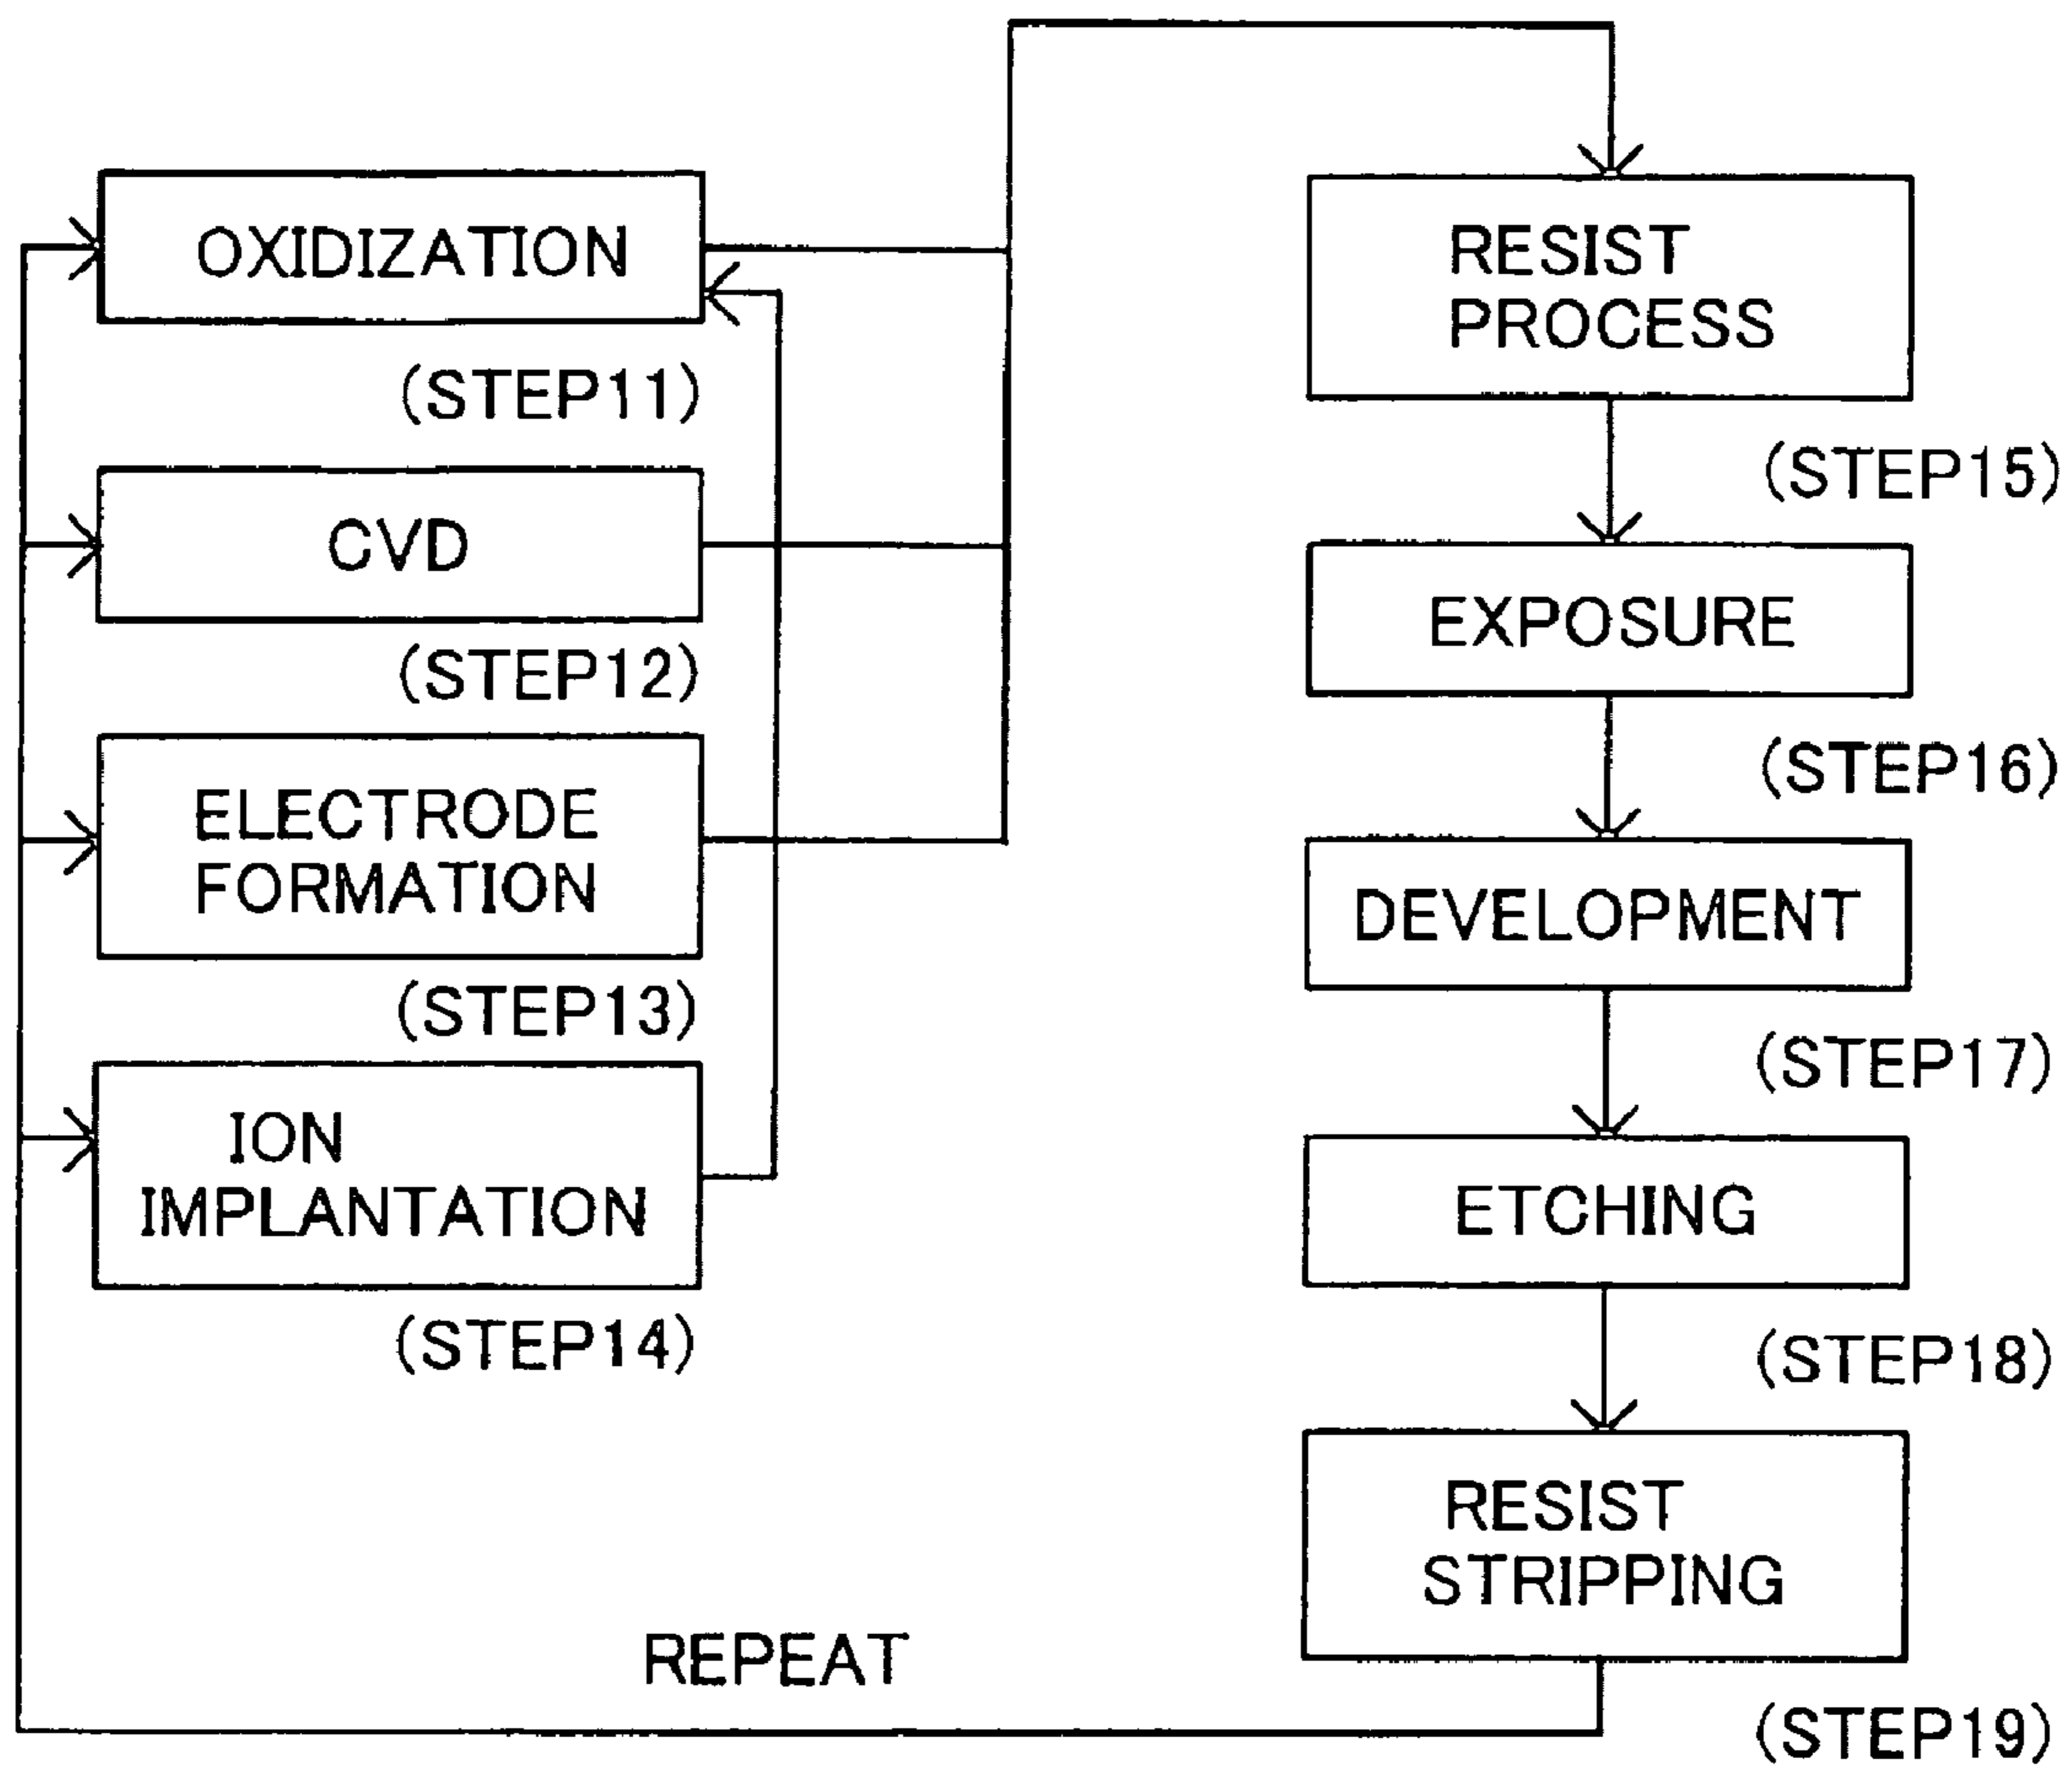 OXIDIZATION
(STEP11)
CVD
(STEP12)
ELECTRODE
FORMATION
(STEP13)
ION
IMPLANTATION
(STEP14)
RESIST
PROCESS
(STEP15)
EXPOSURE
(STEP16)
DEVELOPMENT
(STEP17)
ETCHING
(STEP18)
RESIST
STRIPPING
(STEP19)
REPEAT